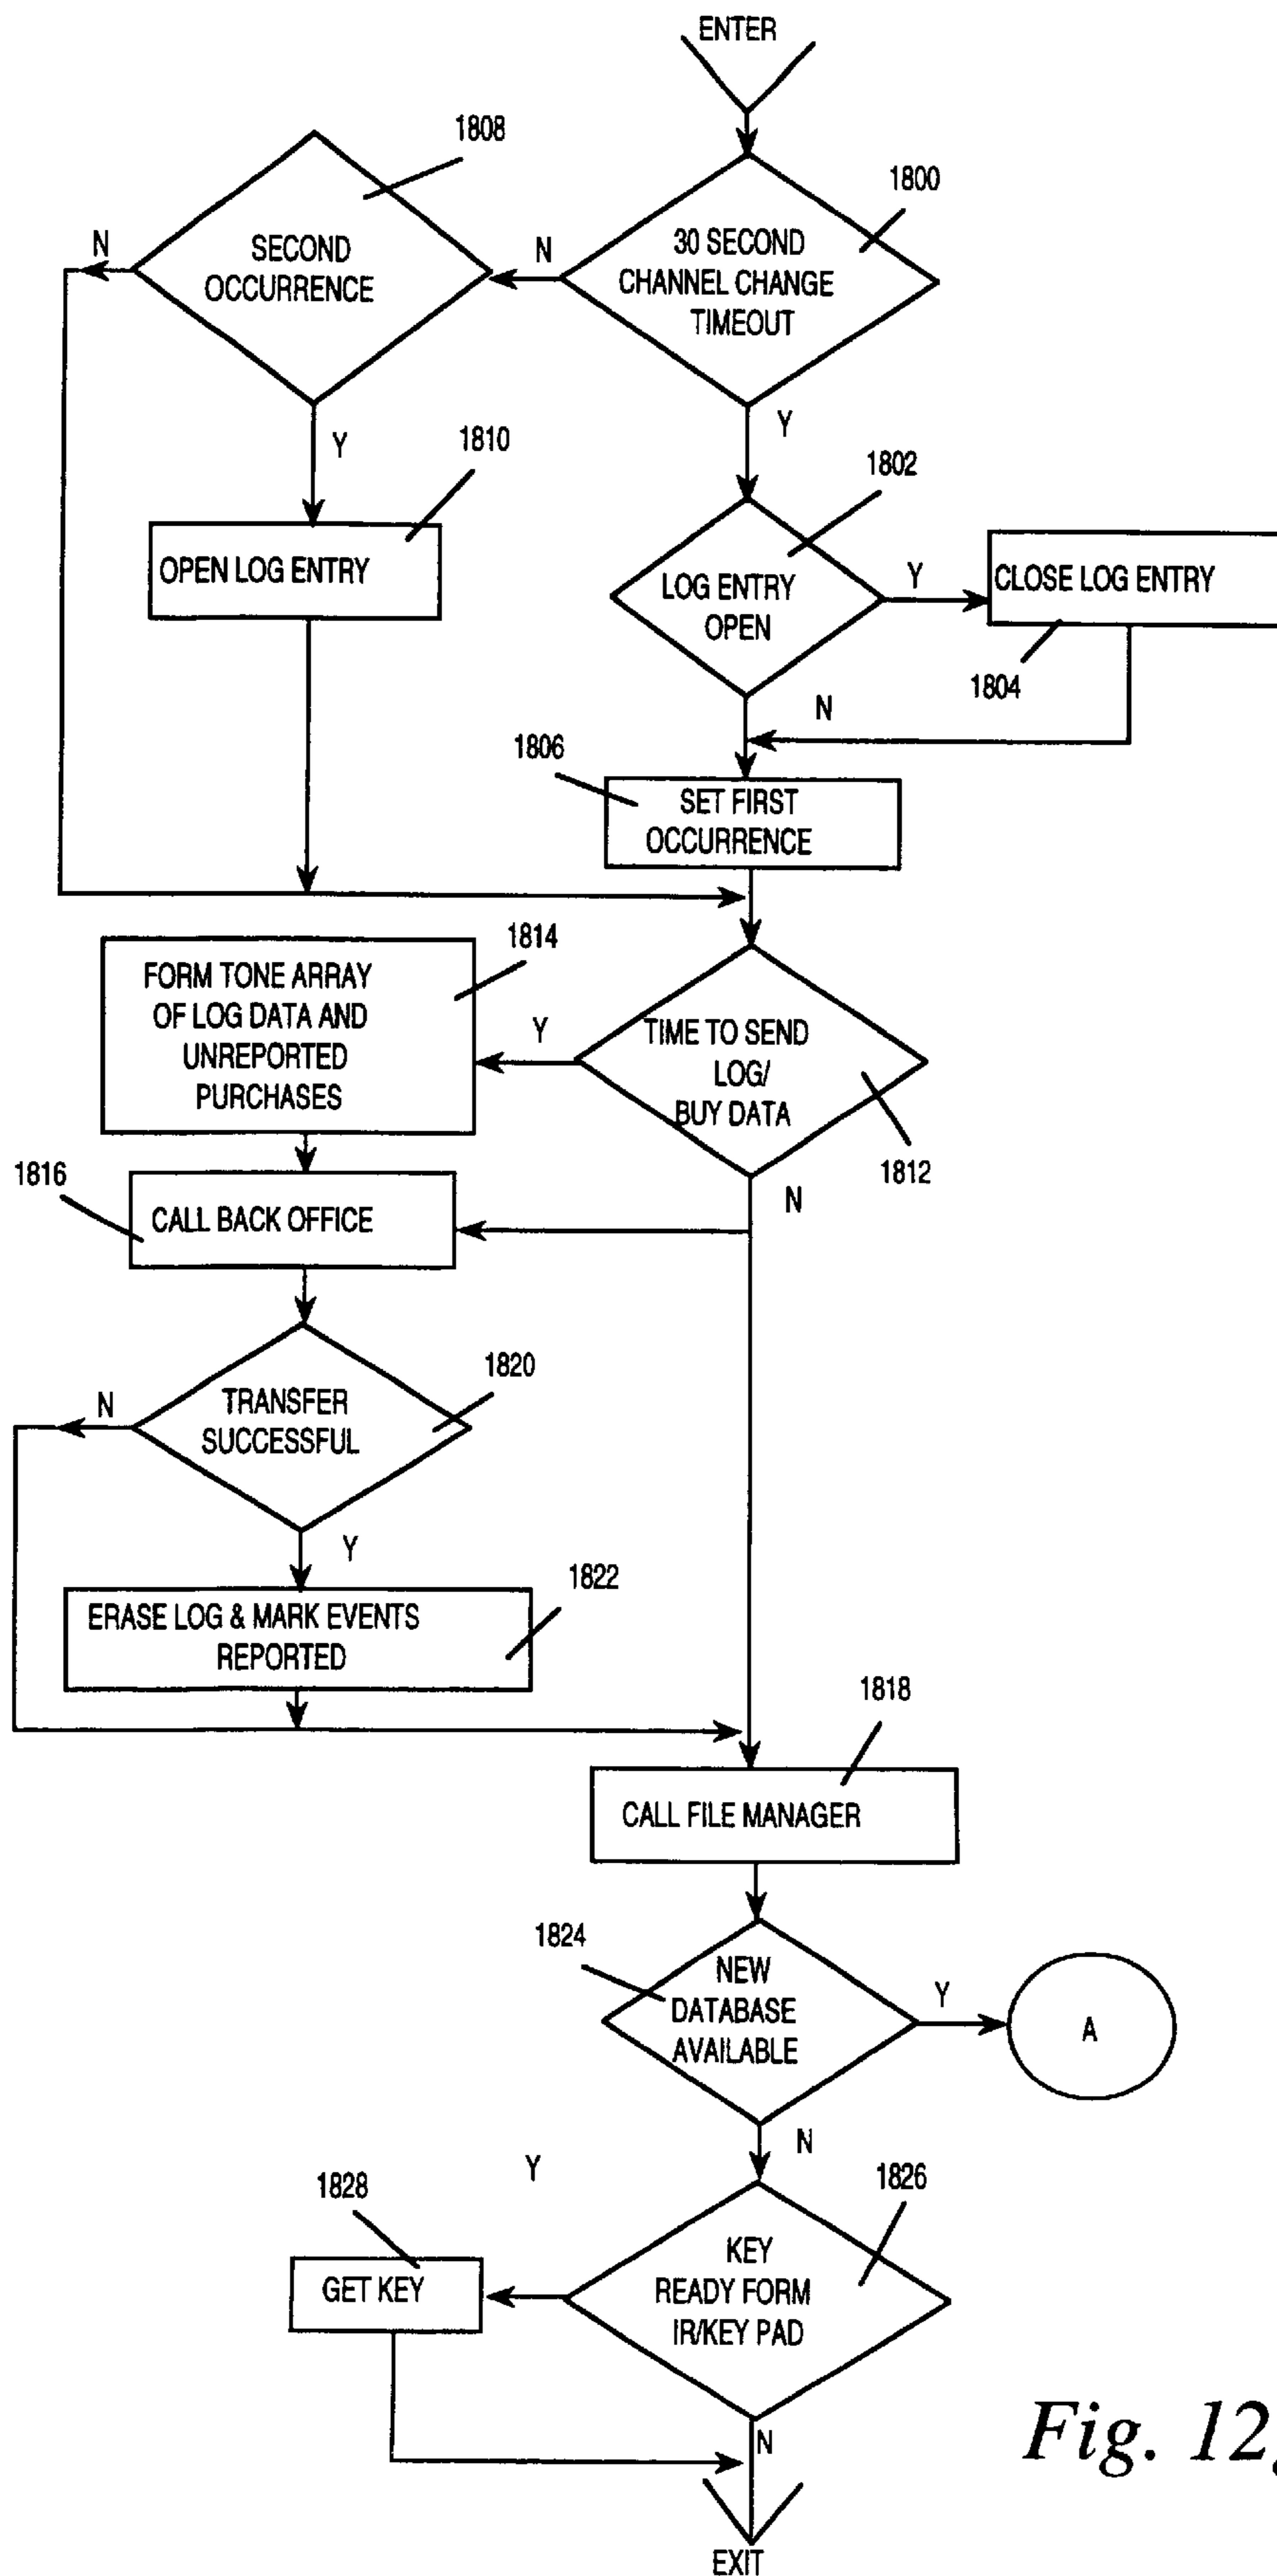 ENTER
1808
1800
N
SECOND
OCCURRENCE
N
30 SECOND
CHANNEL CHANGE
TIMEOUT
Y
1810
Y
1802
OPEN LOG ENTRY
LOG ENTRY
OPEN
Y
CLOSE LOG ENTRY
1804
N
1806
SET FIRST
OCCURRENCE
1814
FORM TONE ARRAY
OF LOG DATA AND
UNREPORTED
PURCHASES
Y
TIME TO SEND
LOG/
BUY DATA
1812
1816
CALL BACK OFFICE
N
1820
N
TRANSFER
SUCCESSFUL
Y
1822
ERASE LOG & MARK EVENTS
REPORTED
1818
CALL FILE MANAGER
1824
NEW
DATABASE
AVAILABLE
Y
A
N
Y
1828
1826
GET KEY
KEY
READY FORM
IR/KEY PAD
N
EXIT
Fig. 12